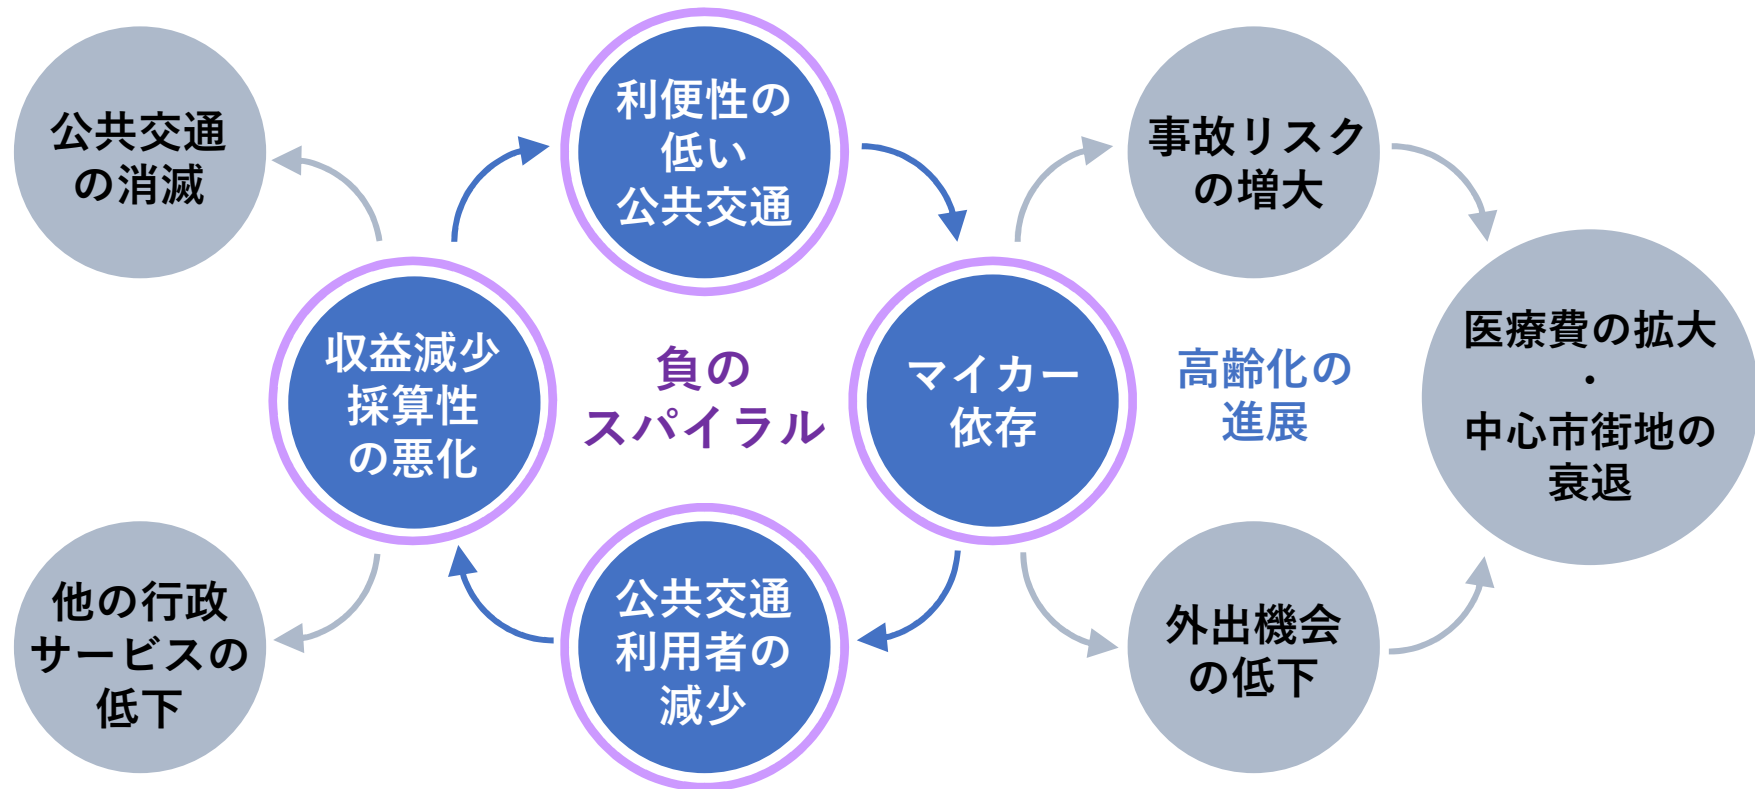 公共交通
の消滅
利便性の
低い
公共交通
事故リスク
の増大
収益減少
採算性
の悪化
負の
スパイラル
マイカー
依存
高齢化の
進展
医療費の拡大
・
中心市街地の
衰退
他の行政
サービスの
低下
公共交通
利用者の
減少
外出機会
の低下